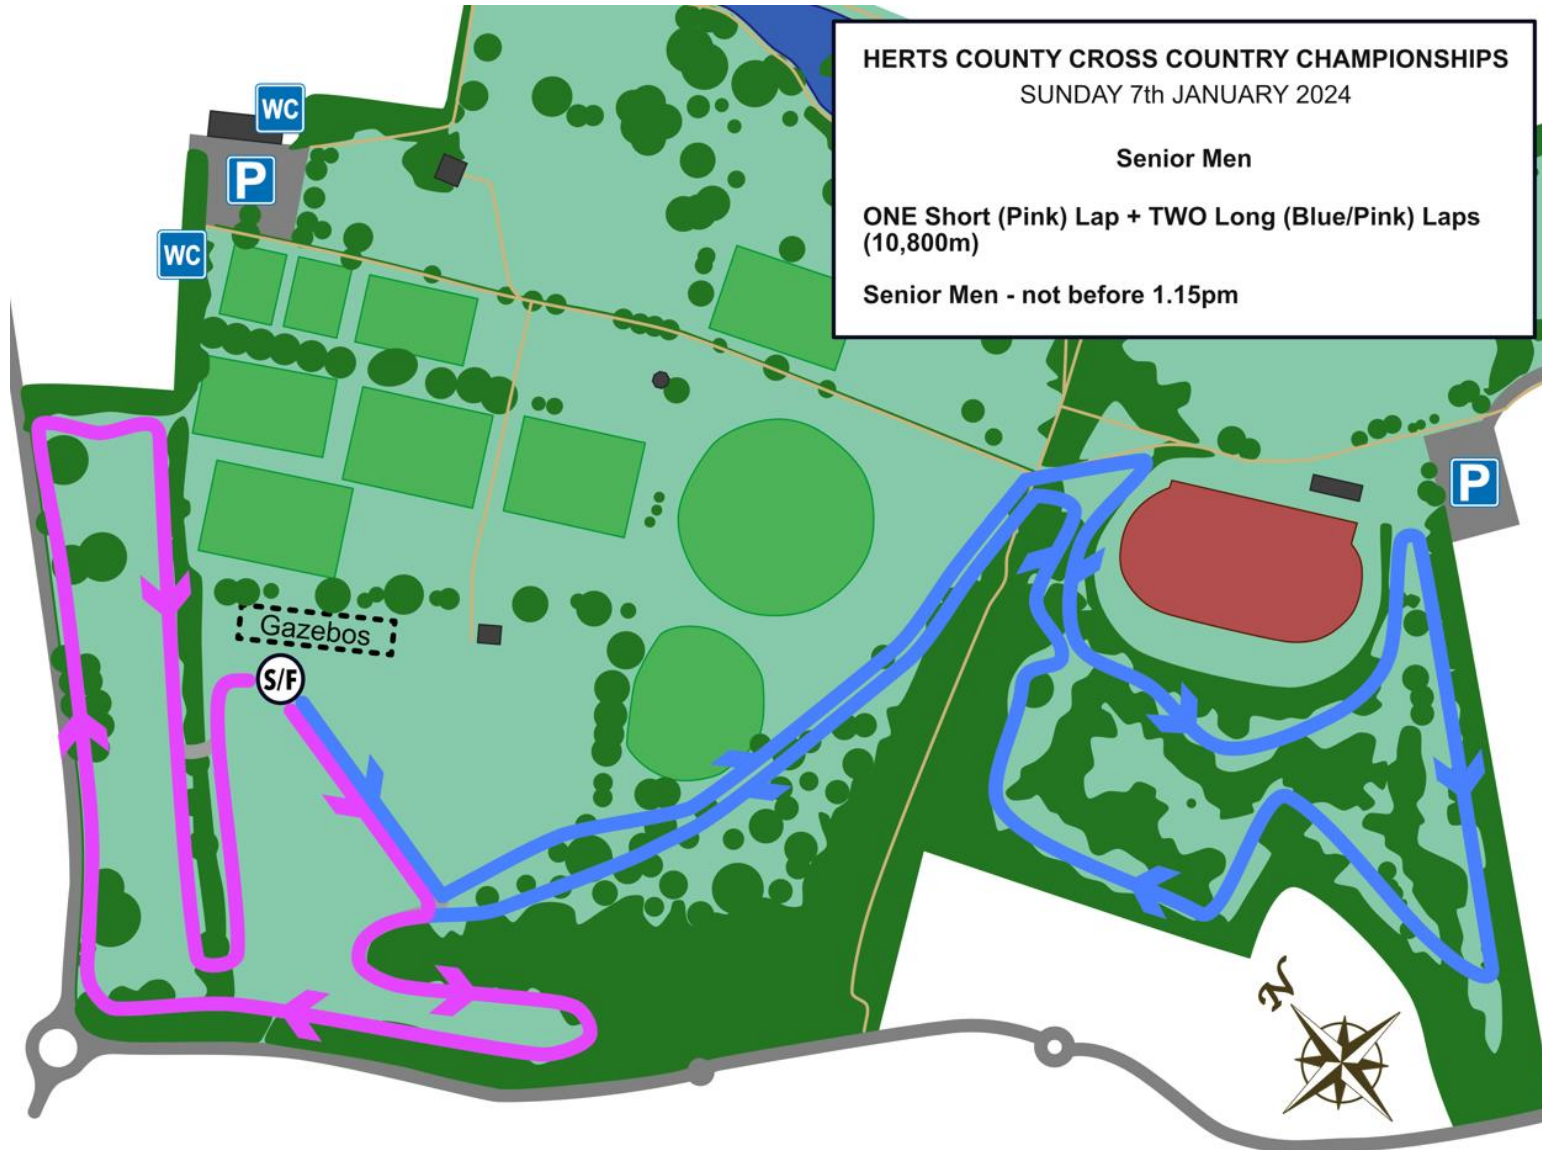 HERTS COUNTY CROSS COUNTRY CHAMPIONSHIPS
SUNDAY 7th JANUARY 2024
Senior Men
ONE Short (Pink) Lap + TWO Long (Blue/Pink) Laps
(10,800m)
Senior Men - not before 1.15pm
WC
P
WC
P
Gazebos
S/F
N